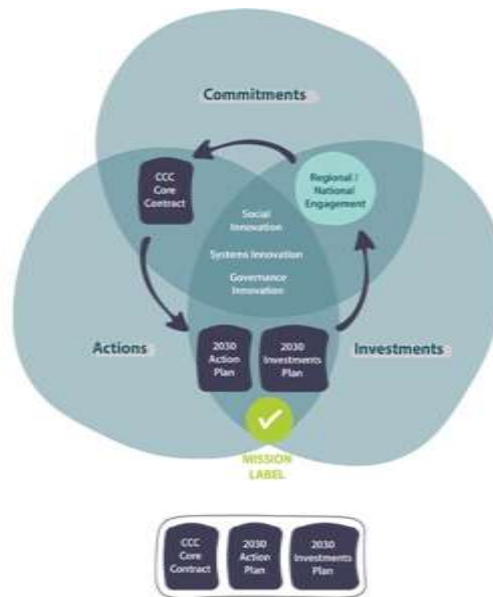 Commitments
CCC
Core
Contract
Regional /
National
Engagement
Social
Innovation
Systems Innovation
Governance
Innovation
Actions
2030
Action
Plan
2030
Investments
Plan
Investments
MISSION
LABEL
CCC
Core
Contract
2030
Action
Plan
2030
Investments
Plan